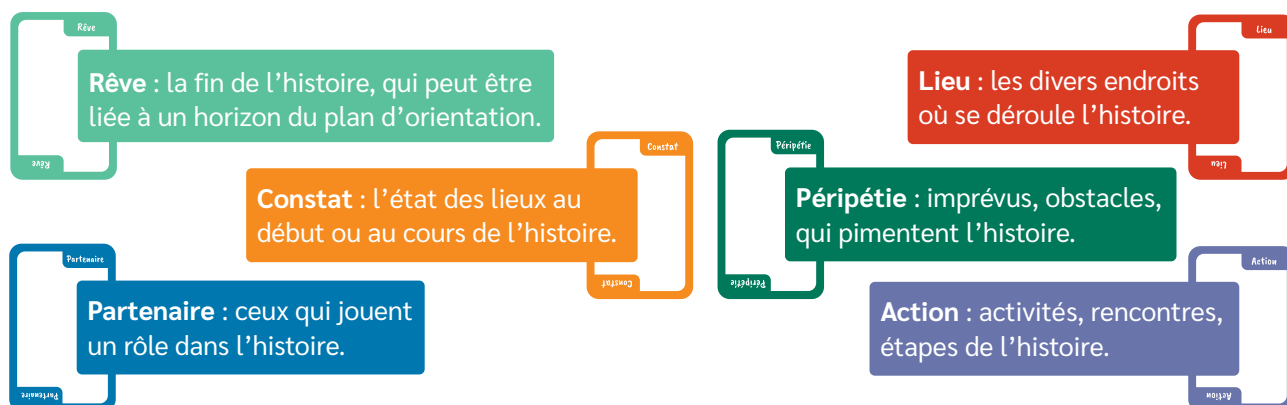 Rêve
Rêve : la fin de l’histoire, qui peut être
liée à un horizon du plan d’orientation.
Rêve
Lieu
Lieu : les divers endroits
où se déroule l’histoire.
Lieu
Constat
Constat : l’état des lieux au
début ou au cours de l’histoire.
Constat
Péripétie
Péripétie : imprévus, obstacles,
qui pimentent l’histoire.
Péripétie
Partenaire
Partenaire : ceux qui jouent
un rôle dans l’histoire.
Partenaire
Action
Action : activités, rencontres,
étapes de l’histoire.
Action